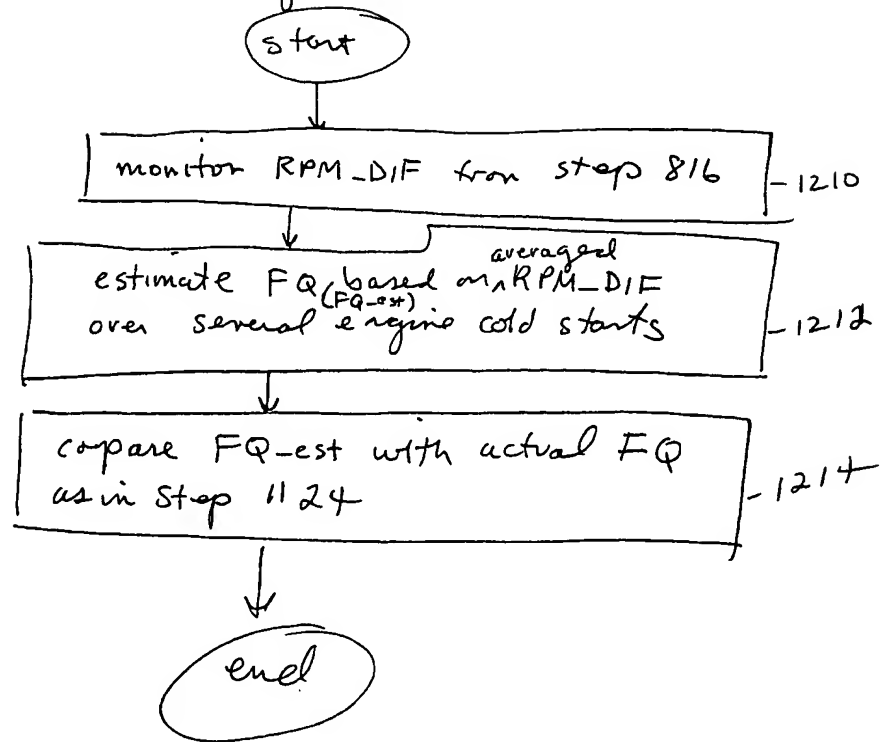 start
monitor RPM_DIF from step 816
- 1210
averaged
estimate FQ based on ^ RPM_DIF
(FQ-est)
over several engine cold starts
- 1212
compare FQ-est with actual FQ
as in step 1124
- 1214
end